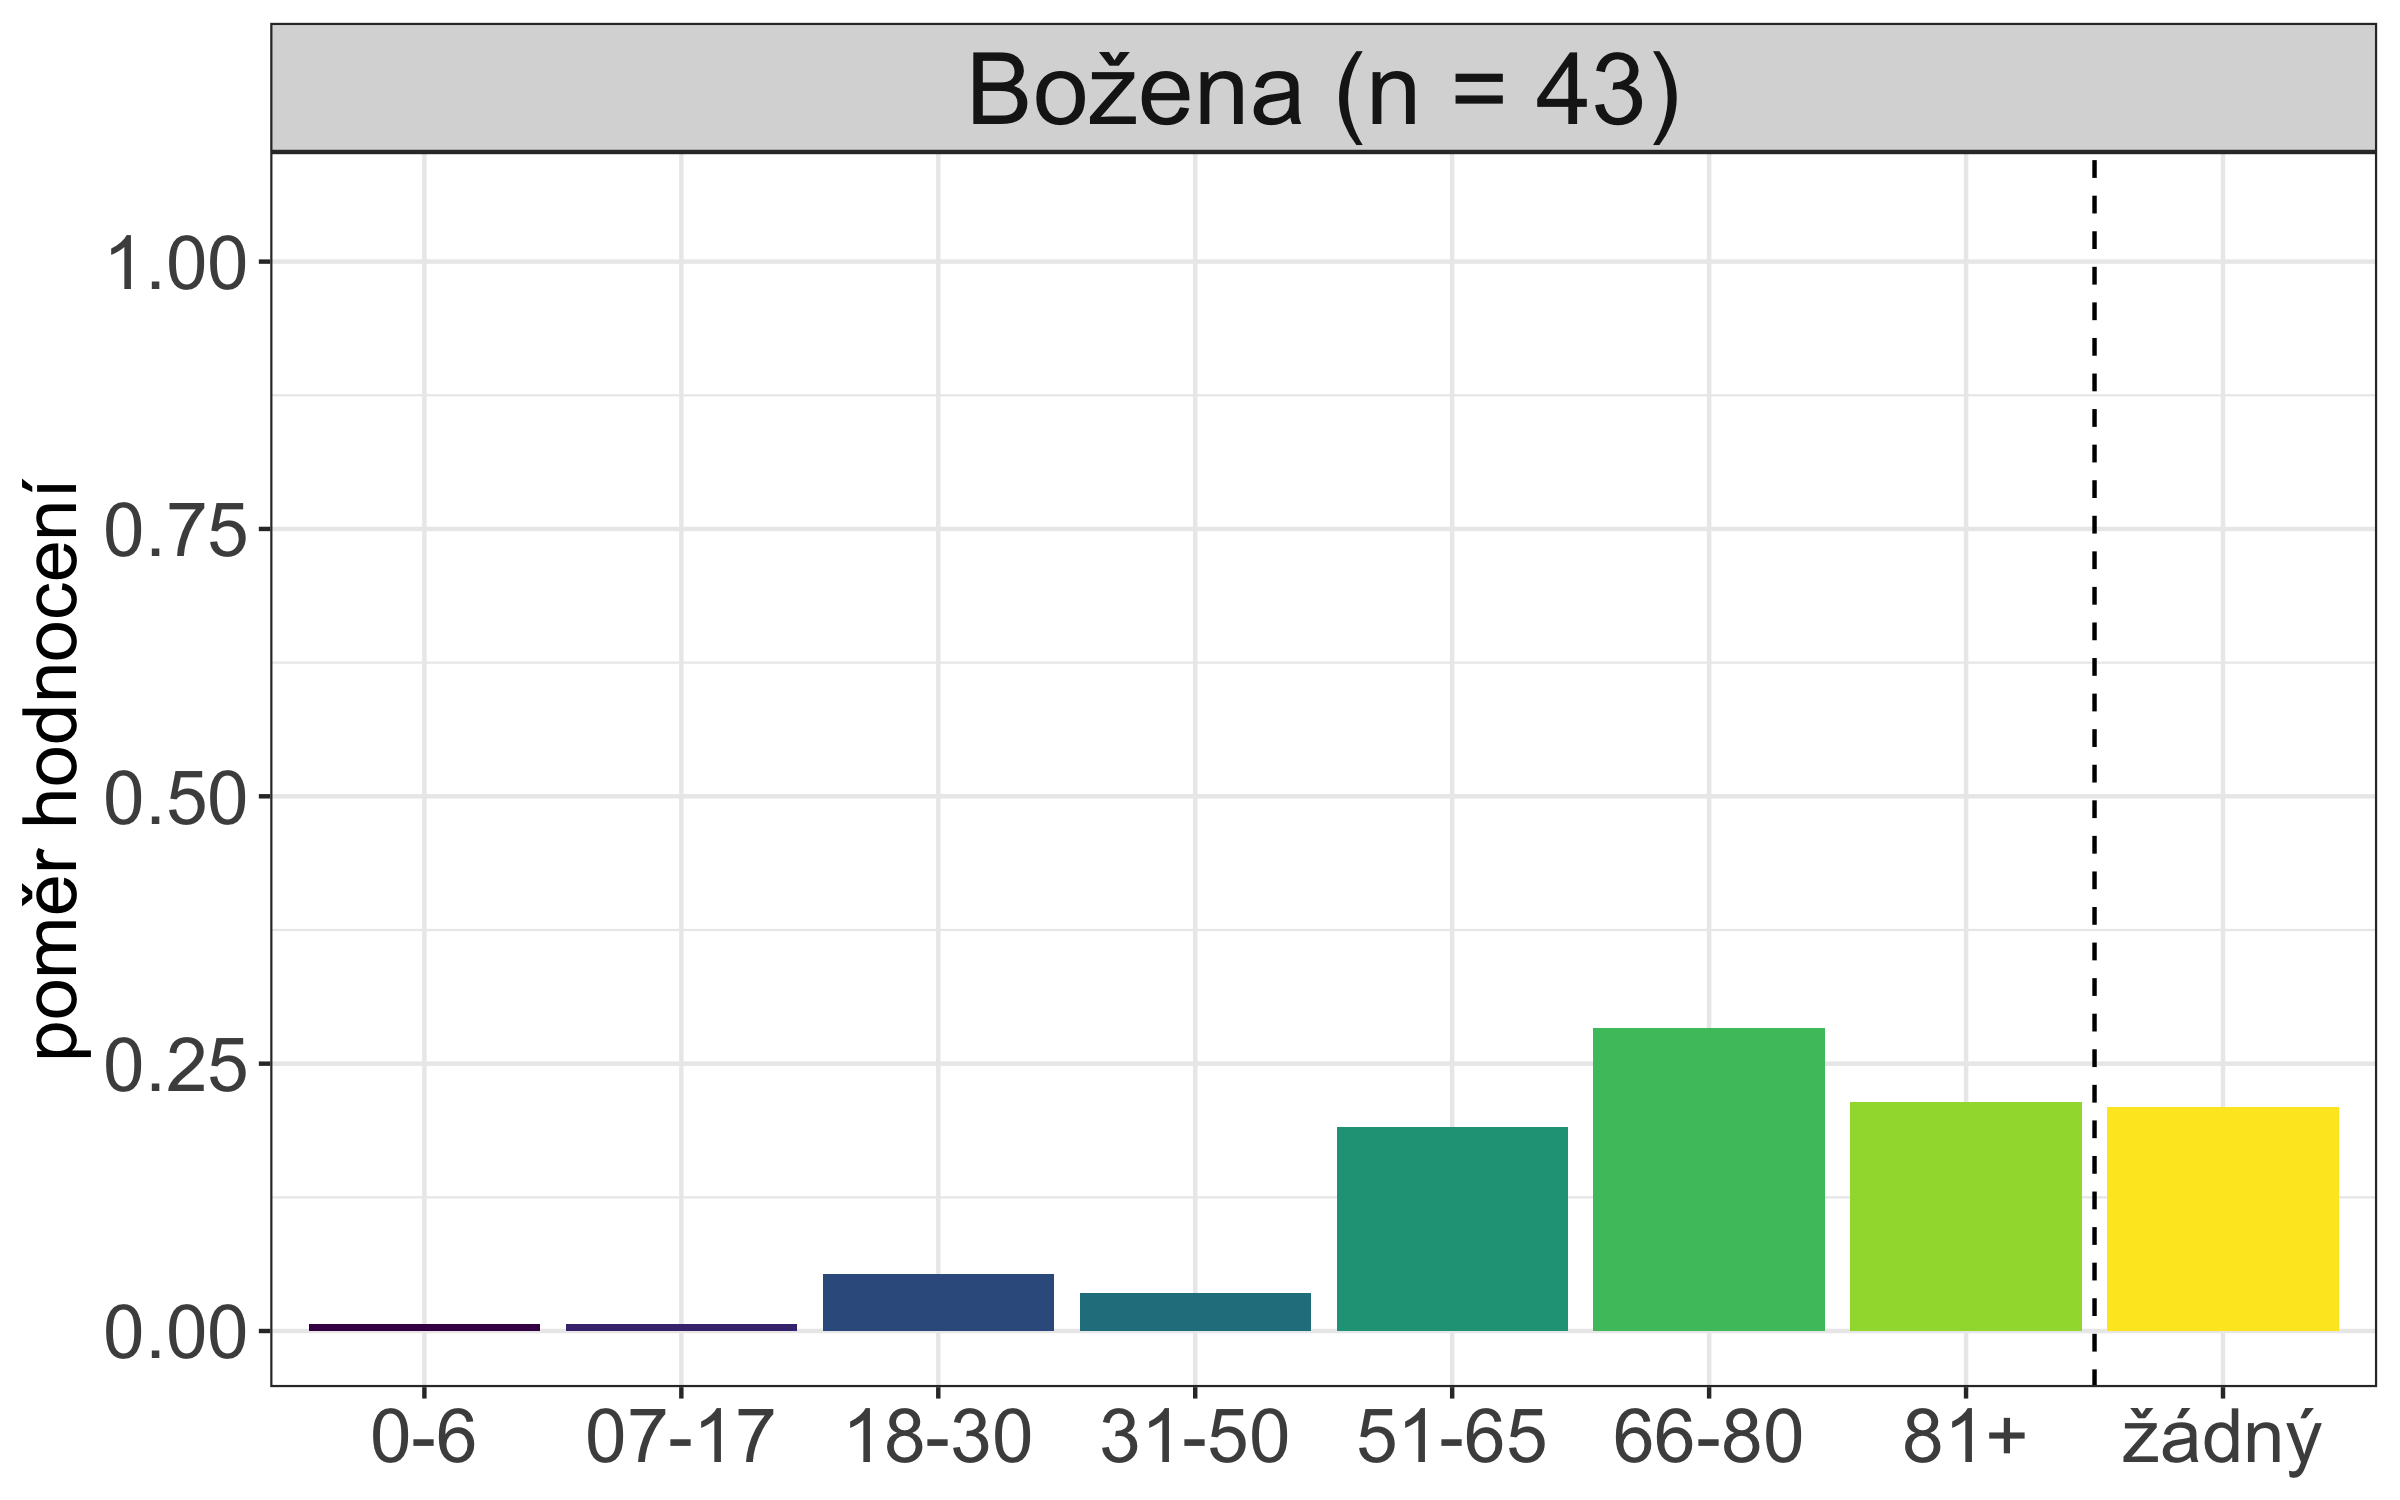 Božena (n = 43)
poměr hodnocení
1.00
0.75
0.50
0.25
0.00
0-6 07-17 18-30 31-50 51-65 66-80 81+ žádný